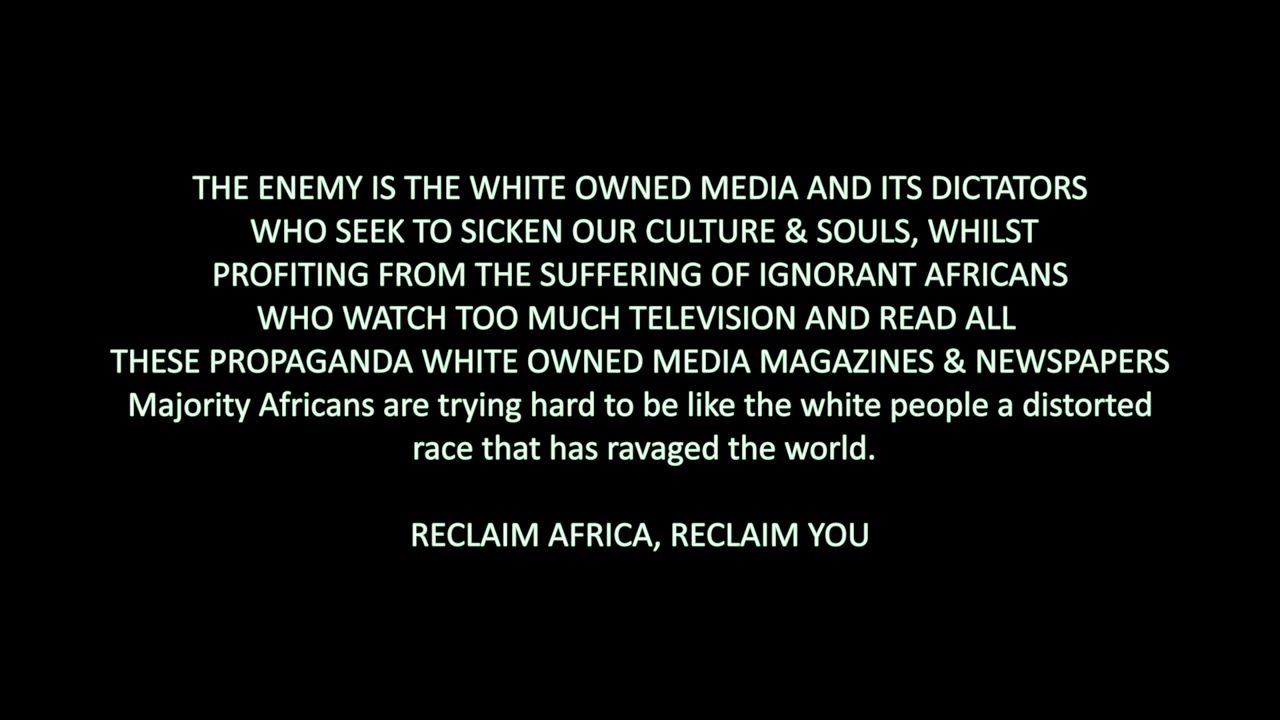 THE ENEMY IS THE WHITE OWNED MEDIA AND ITS DICTATORS
WHO SEEK TO SICKEN OUR CULTURE & SOULS, WHILST
PROFITING FROM THE SUFFERING OF IGNORANT AFRICANS
WHO WATCH TOO MUCH TELEVISION AND READ ALL
THESE PROPAGANDA WHITE OWNED MEDIA MAGAZINES & NEWSPAPERS
Majority Africans are trying hard to be like the white people a distorted
race that has ravaged the world.
RECLAIM AFRICA, RECLAIM YOU